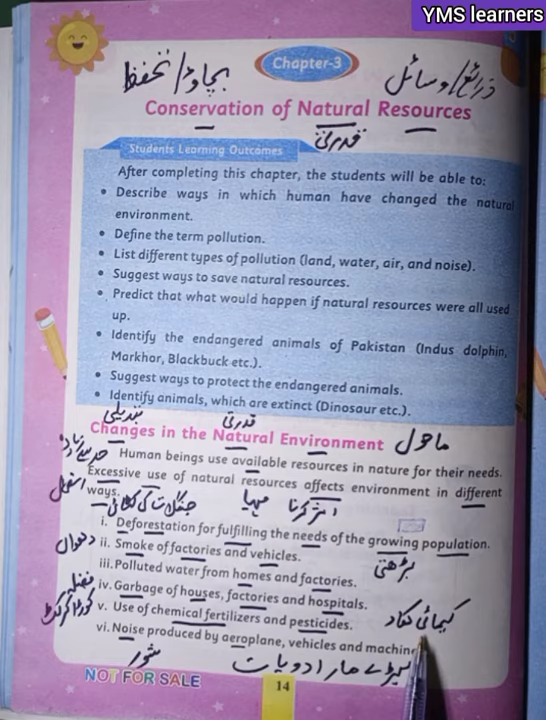 YMS learners
Chapter-3
بچاوٗ/تحفظ
ذرائع/وسائل
Conservation of Natural Resources
قدرتی
Students Learning Outcomes
After completing this chapter, the students will be able to:
• Describe ways in which human have changed the natural
environment.
• Define the term pollution.
• List different types of pollution (land, water, air, and noise).
• Suggest ways to save natural resources.
• Predict that what would happen if natural resources were all used
up.
• Identify the endangered animals of Pakistan (Indus dolphin,
Markhor, Blackbuck etc.).
• Suggest ways to protect the endangered animals.
• Identify animals, which are extinct (Dinosaur etc.).
تبدیلی قدرتی
Changes in the Natural Environment ماحول
Human beings use available resources in nature for their needs.
Excessive use of natural resources affects environment in different
ways.
جنگلات کی کٹائی مہیا اثر کرنا
i. Deforestation for fulfilling the needs of the growing population.
دھواں ii. Smoke of factories and vehicles.
بڑھتی
iii. Polluted water from homes and factories.
iv. Garbage of houses, factories and hospitals.
کوڑا کرکٹ v. Use of chemical fertilizers and pesticides.
کیمیائی کھاد
vi. Noise produced by aeroplane, vehicles and machine
شور کیڑے مار ادویات
NOT FOR SALE
14